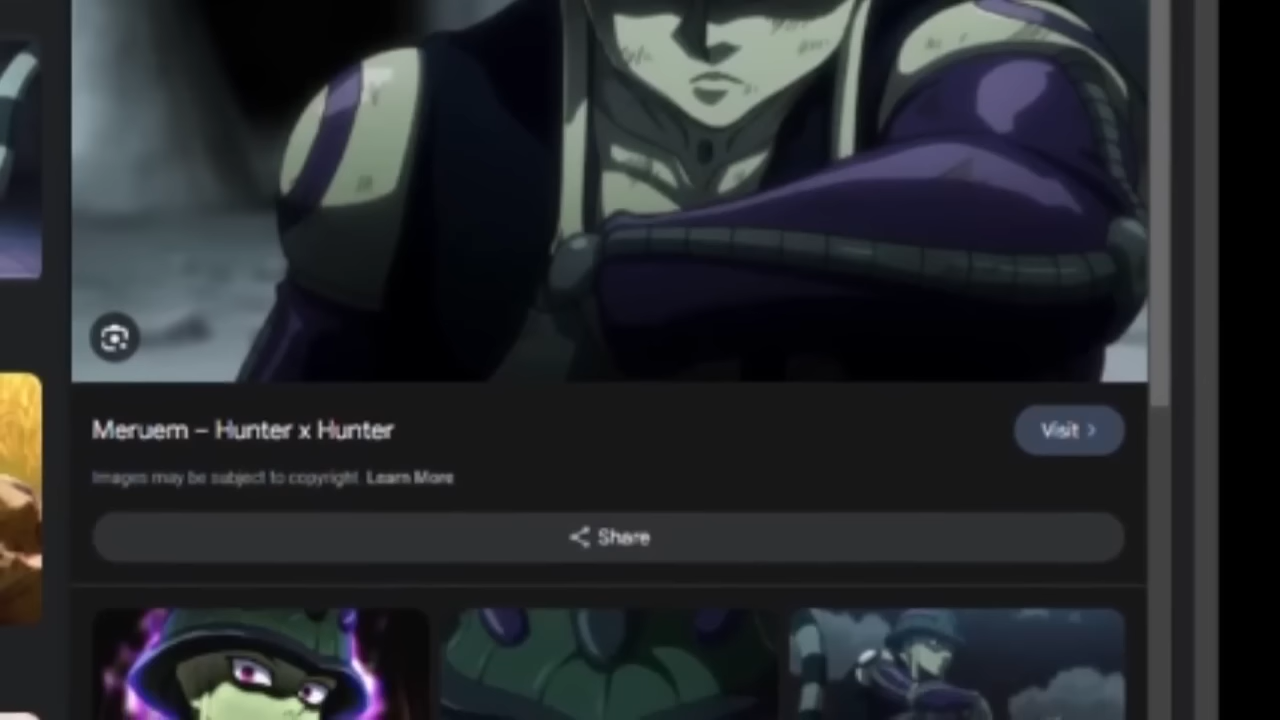 Meruem – Hunter x Hunter
Visit
Images may be subject to copyright. Learn More
Share